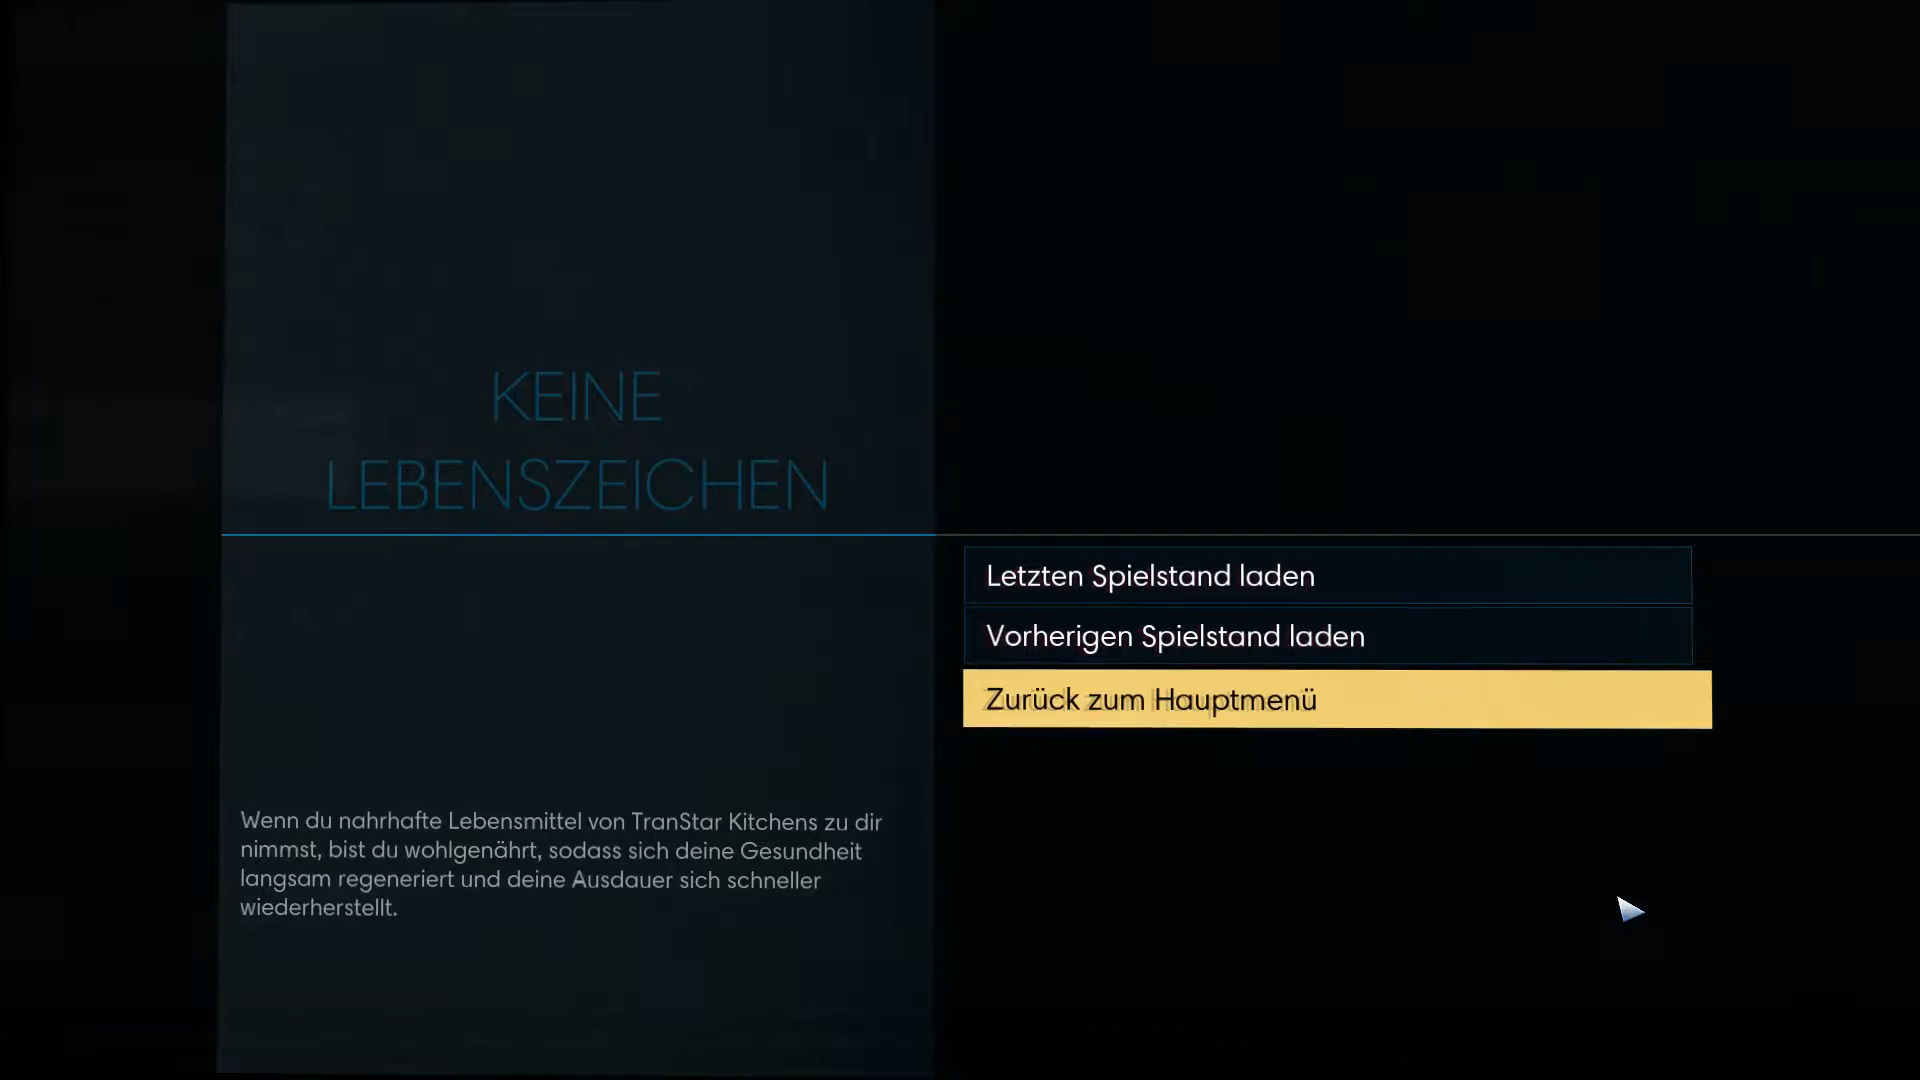 KEINE
LEBENSZEICHEN
Letzten Spielstand laden
Vorherigen Spielstand laden
Zurück zum Hauptmenü
Wenn du nahrhafte Lebensmittel von TranStar Kitchens zu dir
nimmst, bist du wohlgenährt, sodass sich deine Gesundheit
langsam regeneriert und deine Ausdauer sich schneller
wiederherstellt.